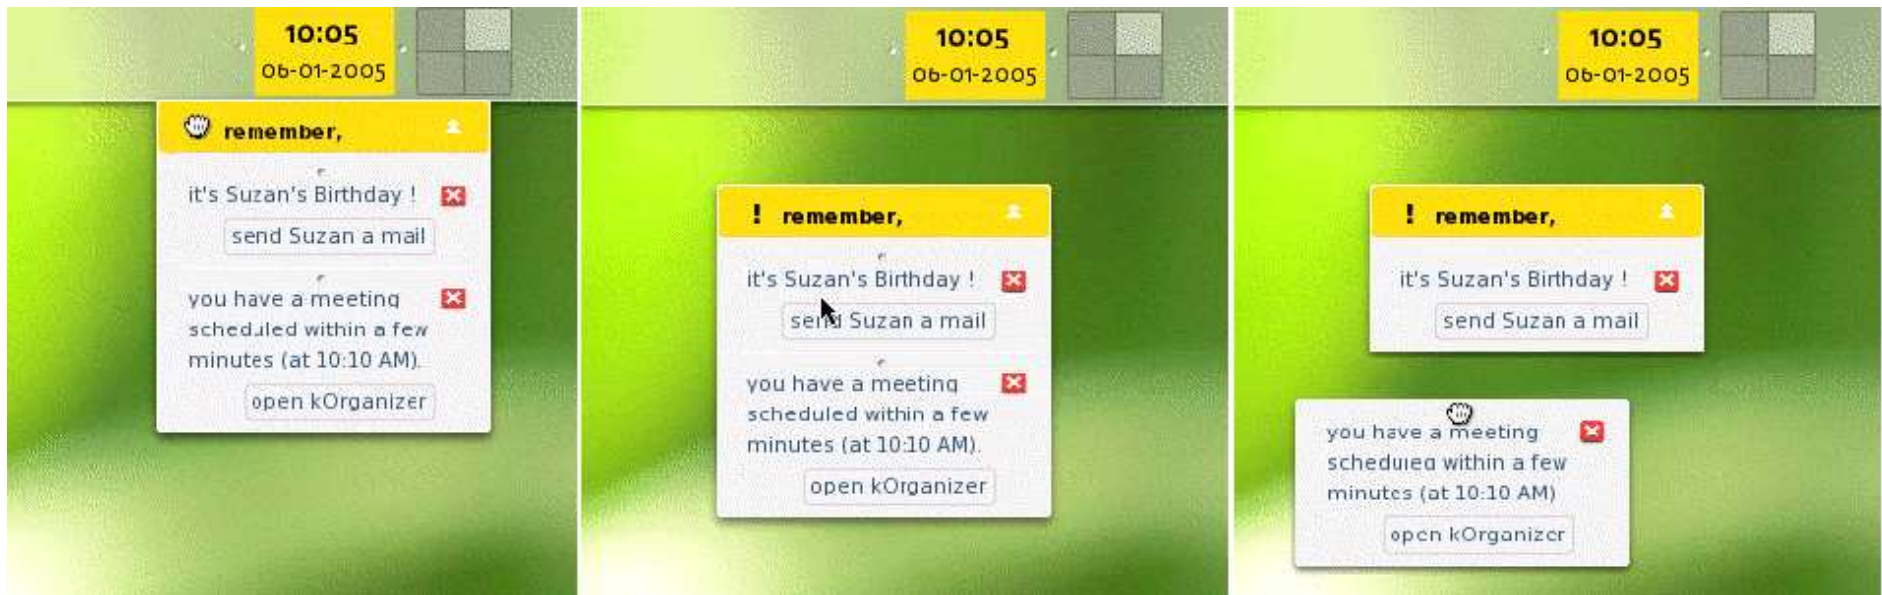 10:05
06-01-2005
remember,
it's Suzan's Birthday !
send Suzan a mail
you have a meeting
scheduled within a few
minutes (at 10:10 AM).
open kOrganizer
10:05
06-01-2005
! remember,
it's Suzan's Birthday !
send Suzan a mail
you have a meeting
scheduled within a few
minutes (at 10:10 AM).
open kOrganizer
10:05
06-01-2005
! remember,
it's Suzan's Birthday !
send Suzan a mail
you have a meeting
scheduled within a few
minutes (at 10:10 AM)
open kOrganizer